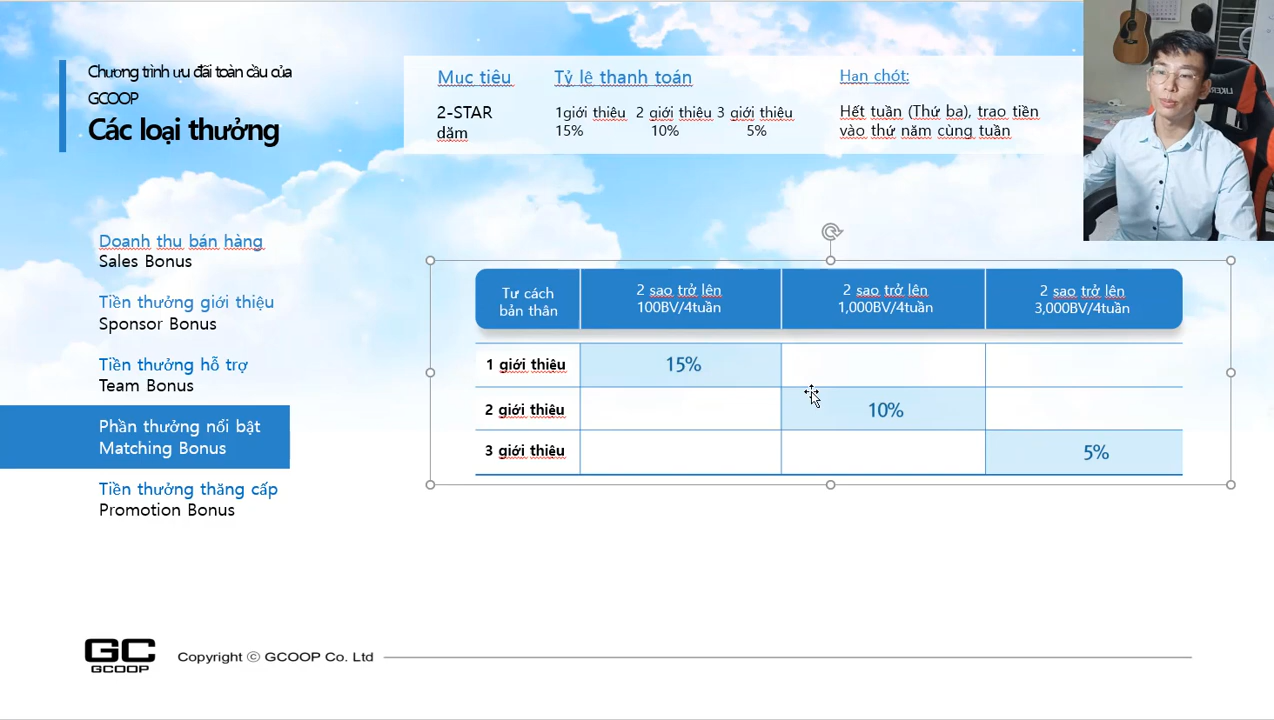 Chương trình ưu đãi toàn cầu của
GCOOP
Các loại thưởng
Mục tiêu
Tỷ lệ thanh toán
Hạn chót:
2-STAR
dặm
1giới thiệu 2 giới thiệu 3 giới thiệu
15% 10% 5%
Hết tuần (Thứ ba), trao tiền
vào thứ năm cùng tuần
Doanh thu bán hàng
Sales Bonus
Tiền thưởng giới thiệu
Sponsor Bonus
Tiền thưởng hỗ trợ
Team Bonus
Phần thưởng nổi bật
Matching Bonus
Tiền thưởng thăng cấp
Promotion Bonus
Tư cách
bản thân
2 sao trở lên
100BV/4tuần
2 sao trở lên
1,000BV/4tuần
2 sao trở lên
3,000BV/4tuần
1 giới thiệu 15%
2 giới thiệu 10%
3 giới thiệu 5%
GC
GCOOP
Copyright ⓒ GCOOP Co. Ltd